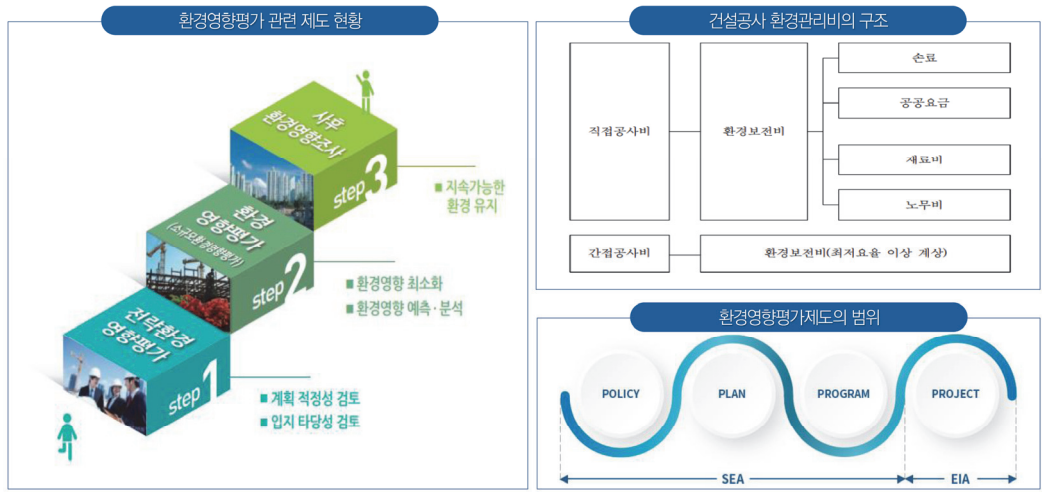 환경영향평가 관련 제도 현황
사후
환경영향조사
step 3
■ 지속가능한
환경 유지
환경
영향평가
(소규모환경영향평가)
step 2
■ 환경영향 최소화
■ 환경영향 예측·분석
전략환경
영향평가
step 1
■ 계획 적정성 검토
■ 입지 타당성 검토
건설공사 환경관리비의 구조
직접공사비
환경보전비
손료
공공요금
재료비
노무비
간접공사비
환경보전비(최저요율 이상 계상)
환경영향평가제도의 범위
POLICY
PLAN
PROGRAM
PROJECT
SEA
EIA